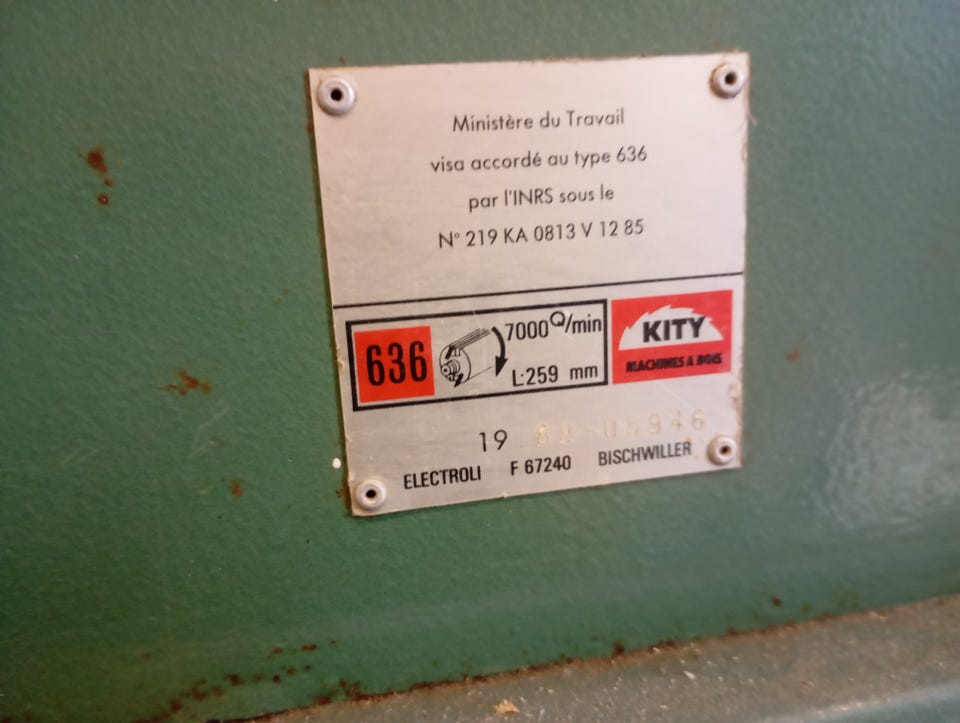 Ministère du Travail
visa accordé au type 636
par l'INRS sous le
N° 219 KA 0813 V 12 85
636
7000 Q/min
L:259 mm
KITY
MACHINES A BOIS
19
ELECTROLI F 67240 BISCHWILLER